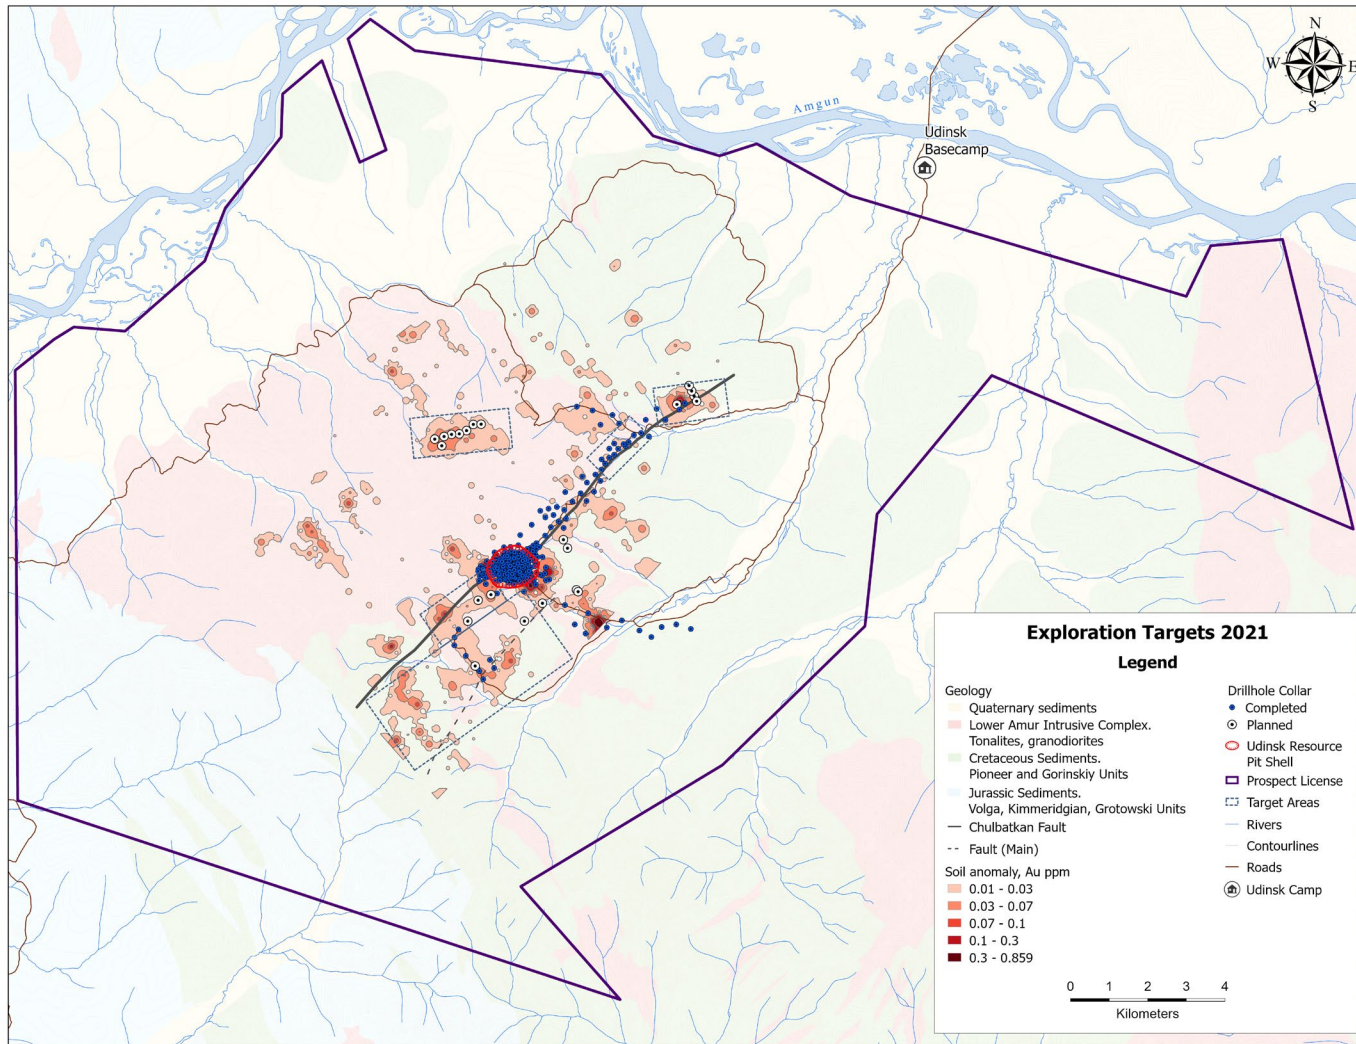 N
W
E
S
Amgun
Udinsk
Basecamp
Exploration Targets 2021
Legend
Geology
Quaternary sediments
Lower Amur Intrusive Complex.
Tonalites, granodiorites
Cretaceous Sediments.
Pioneer and Gorinskiy Units
Jurassic Sediments.
Volga, Kimmeridgian, Grotowski Units
Chulbatkan Fault
Fault (Main)
Soil anomaly, Au ppm
0.01 - 0.03
0.03 - 0.07
0.07 - 0.1
0.1 - 0.3
0.3 - 0.859
Drillhole Collar
Completed
Planned
Udinsk Resource
Pit Shell
Prospect License
Target Areas
Rivers
Contourlines
Roads
Udinsk Camp
0 1 2 3 4
Kilometers